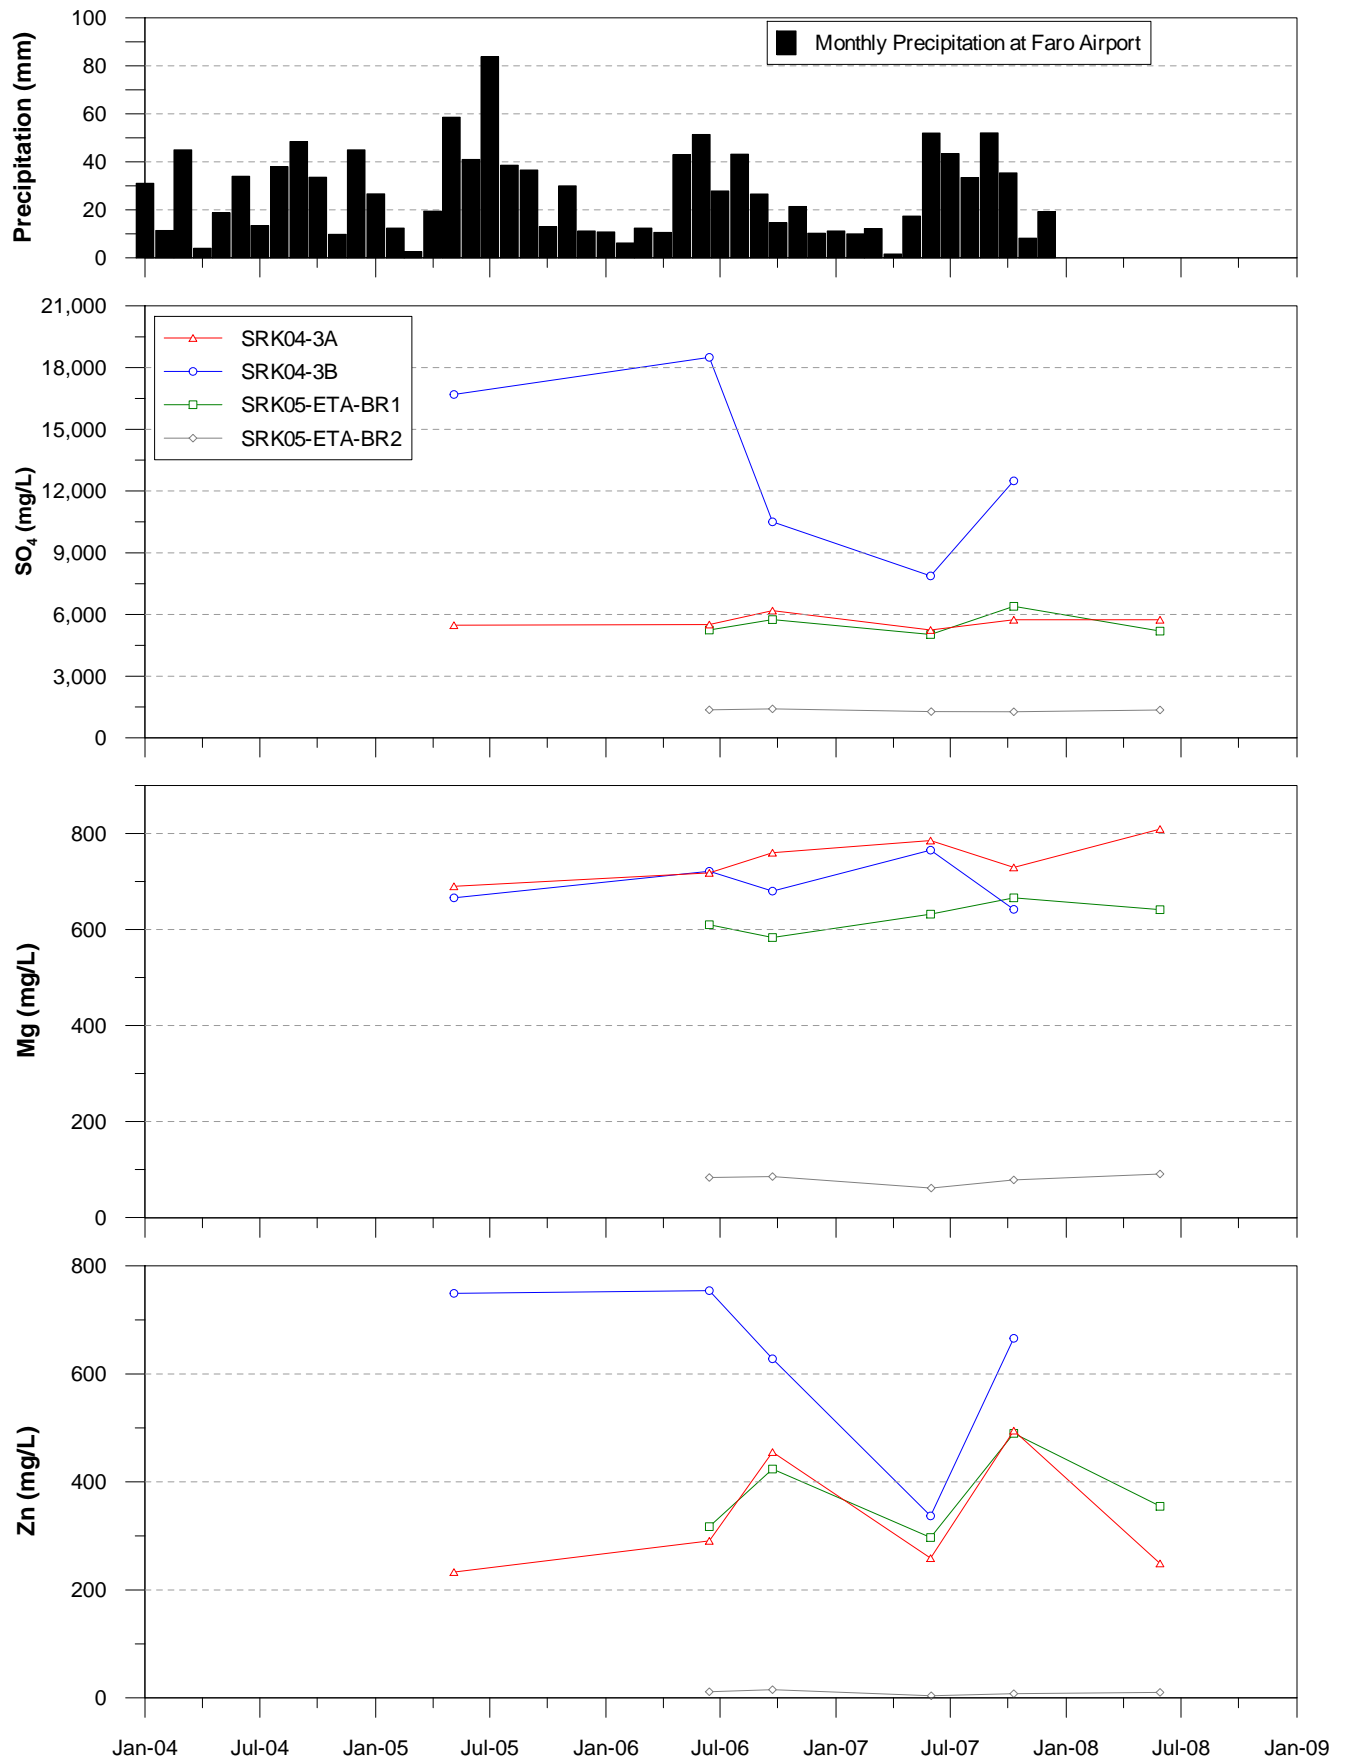 Precipitation (mm)
100
80
60
40
20
0
Monthly Precipitation at Faro Airport
SO4 (mg/L)
21,000
18,000
15,000
12,000
9,000
6,000
3,000
0
SRK04-3A
SRK04-3B
SRK05-ETA-BR1
SRK05-ETA-BR2
Mg (mg/L)
800
600
400
200
0
Zn (mg/L)
800
600
400
200
0
Jan-04 Jul-04 Jan-05 Jul-05 Jan-06 Jul-06 Jan-07 Jul-07 Jan-08 Jul-08 Jan-09